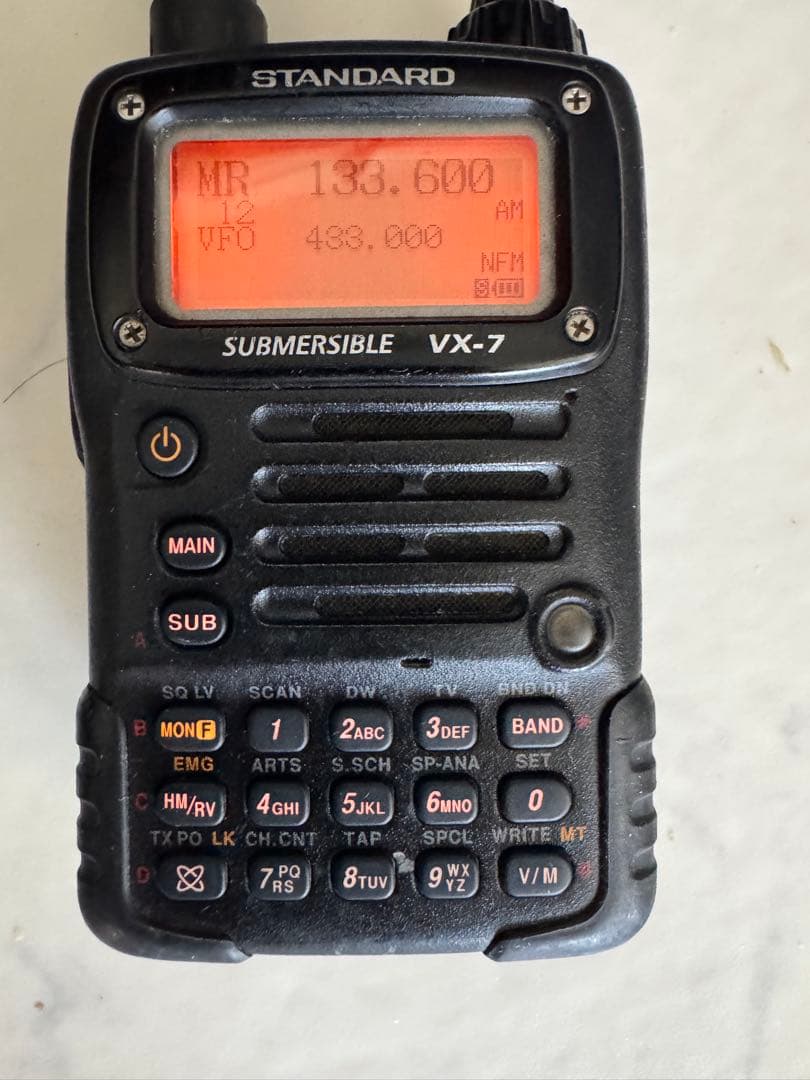 STANDARD
MR 133.600
12 AM
VFO 433.000
NFM
S
SUBMERSIBLE VX-7
MAIN
SUB
A
SQ LV SCAN DW TV BND DN
B MON F 1 2ABC 3DEF BAND *
EMG ARTS S.SCH SP-ANA SET
C HM/RV 4GHI 5JKL 6MNO 0
TX PO LK CH.CNT TAP SPCL WRITE MT
D 7PQRS 8TUV 9WXYZ V/M #